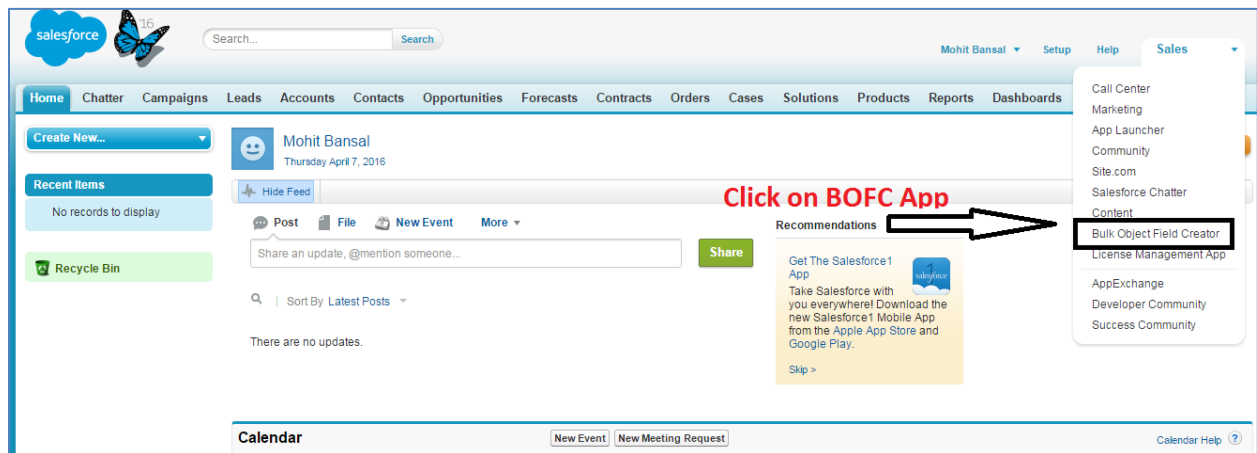 salesforce
'16
Search...
Search
Mohit Bansal
Setup
Help
Sales
Home
Chatter
Campaigns
Leads
Accounts
Contacts
Opportunities
Forecasts
Contracts
Orders
Cases
Solutions
Products
Reports
Dashboards
Call Center
Marketing
App Launcher
Community
Site.com
Salesforce Chatter
Content
Bulk Object Field Creator
License Management App
AppExchange
Developer Community
Success Community
Create New...
Recent Items
No records to display
Recycle Bin
Mohit Bansal
Thursday April 7, 2016
Hide Feed
Click on BOFC App
Post
File
New Event
More
Share an update, @mention someone...
Share
Sort By Latest Posts
There are no updates.
Recommendations
Get The Salesforce1
App
salesforce
Take Salesforce with
you everywhere! Download the
new Salesforce1 Mobile App
from the Apple App Store and
Google Play.
Skip >
Calendar
New Event
New Meeting Request
Calendar Help ?